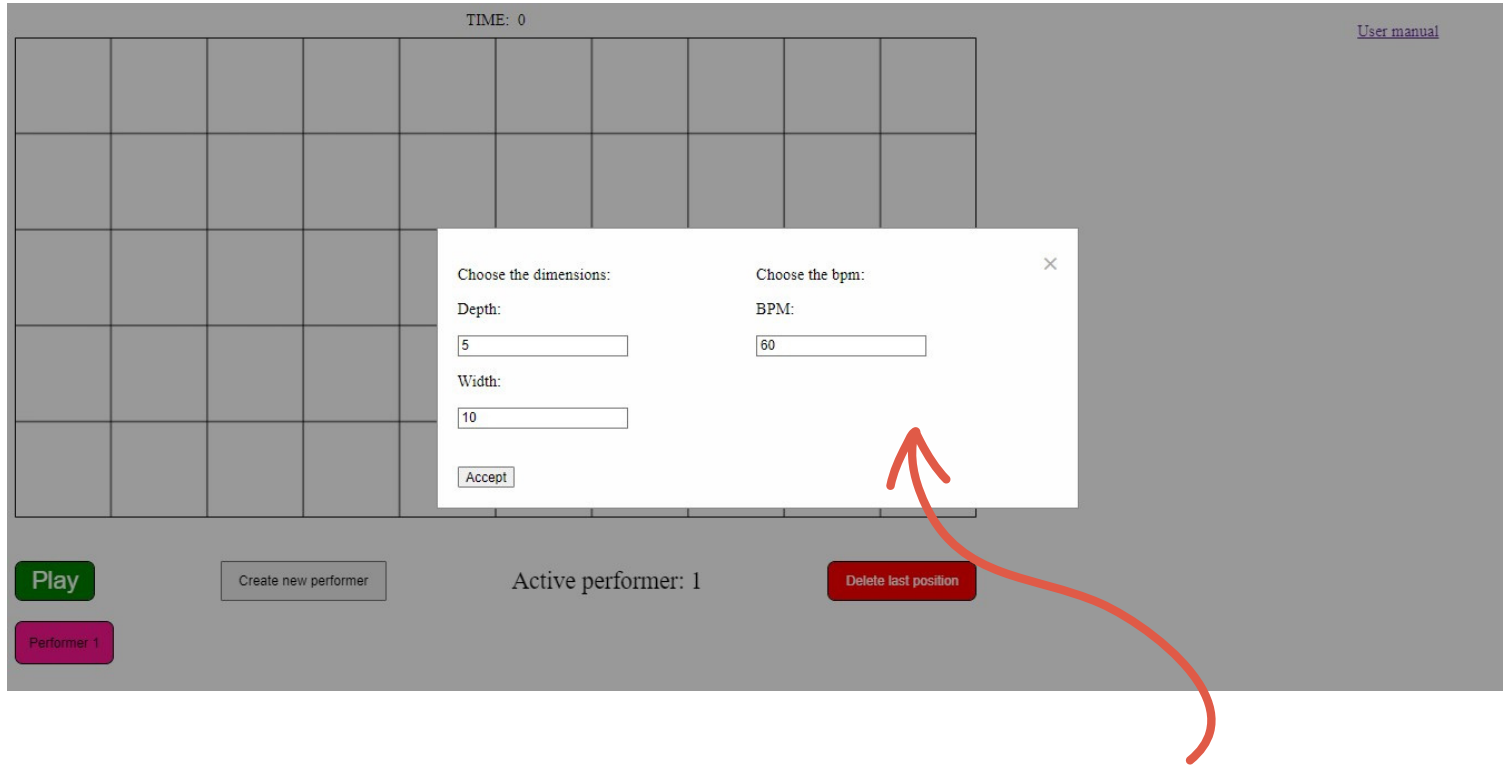 TIME: 0
User manual
Choose the dimensions:
Choose the bpm:
×
Depth:
BPM:
5
60
Width:
10
Accept
Play
Create new performer
Active performer: 1
Delete last position
Performer 1